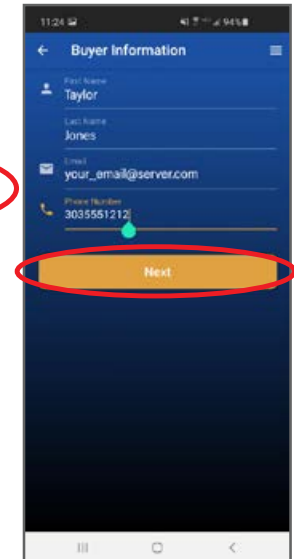 11:24
94%
Buyer Information
First Name
Taylor
Last Name
Jones
Email
your_email@server.com
Phone Number
3035551212
Next